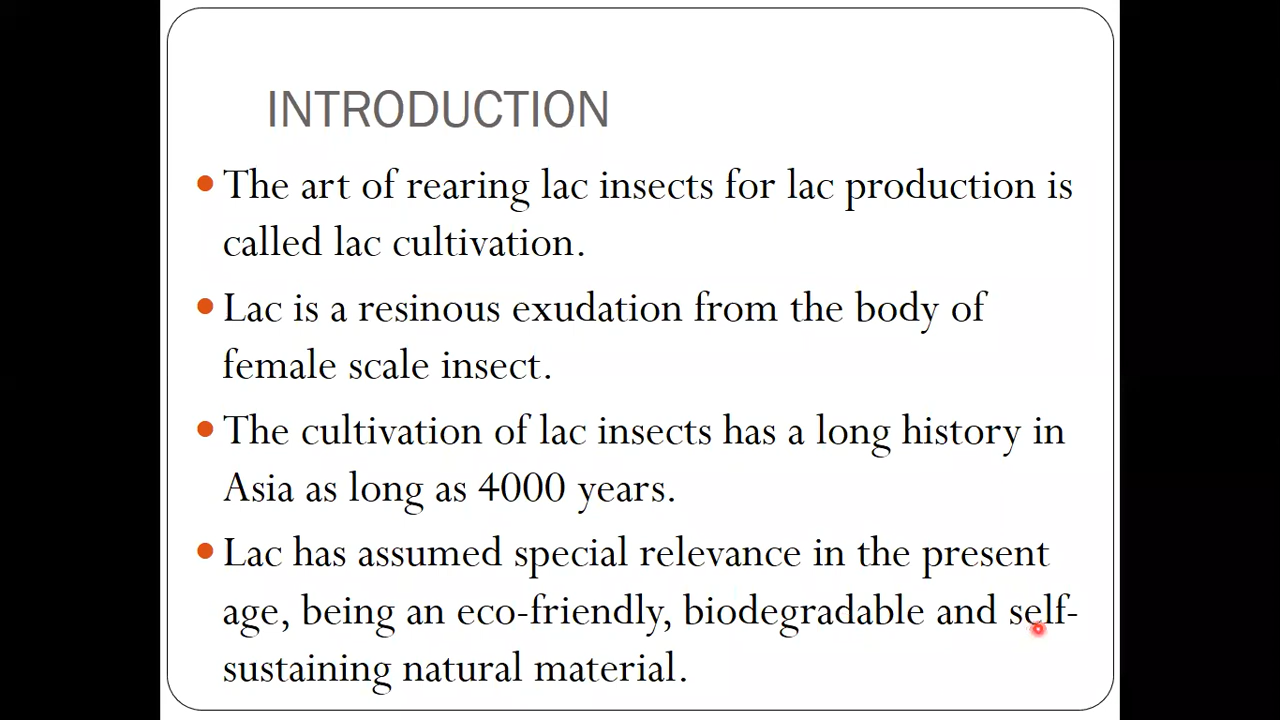 INTRODUCTION
• The art of rearing lac insects for lac production is
called lac cultivation.
• Lac is a resinous exudation from the body of
female scale insect.
• The cultivation of lac insects has a long history in
Asia as long as 4000 years.
• Lac has assumed special relevance in the present
age, being an eco-friendly, biodegradable and self-
sustaining natural material.